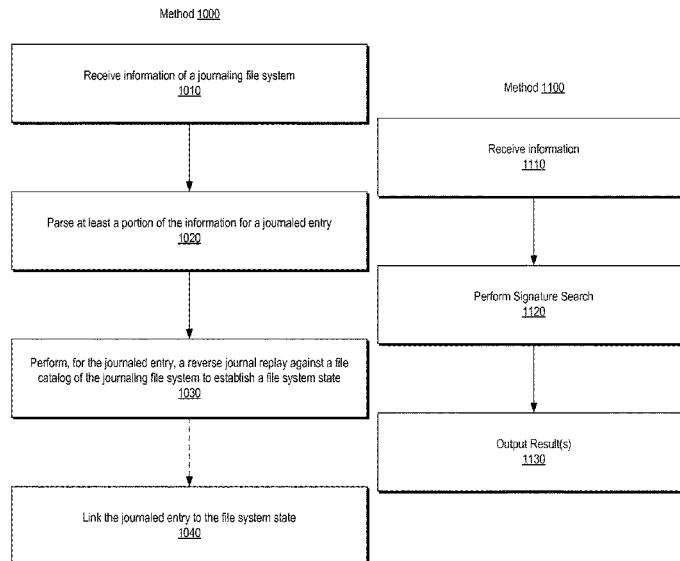 Method 1000
Receive information of a journaling file system
1010
Parse at least a portion of the information for a journaled entry
1020
Perform, for the journaled entry, a reverse journal replay against a file
catalog of the journaling file system to establish a file system state
1030
Link the journaled entry to the file system state
1040
Method 1100
Receive information
1110
Perform Signature Search
1120
Output Result(s)
1130